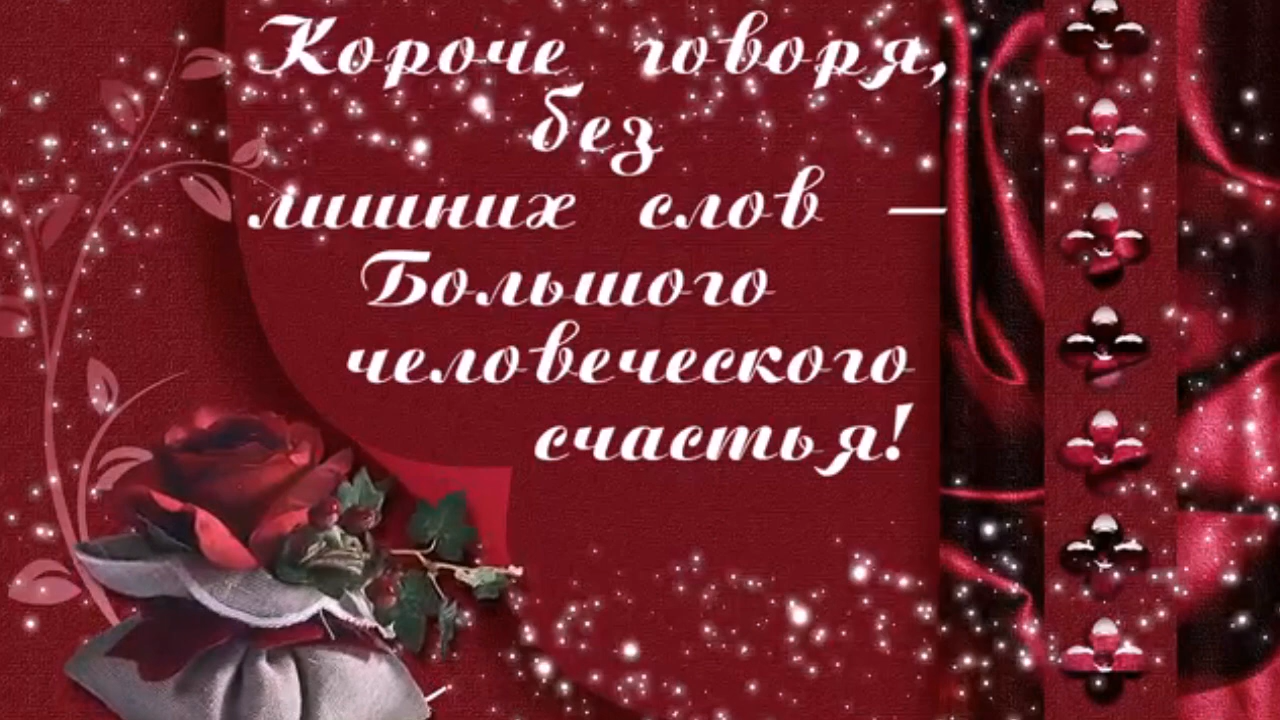 Короче говоря,
без
лишних слов –
Большого
человеческого
счастья!